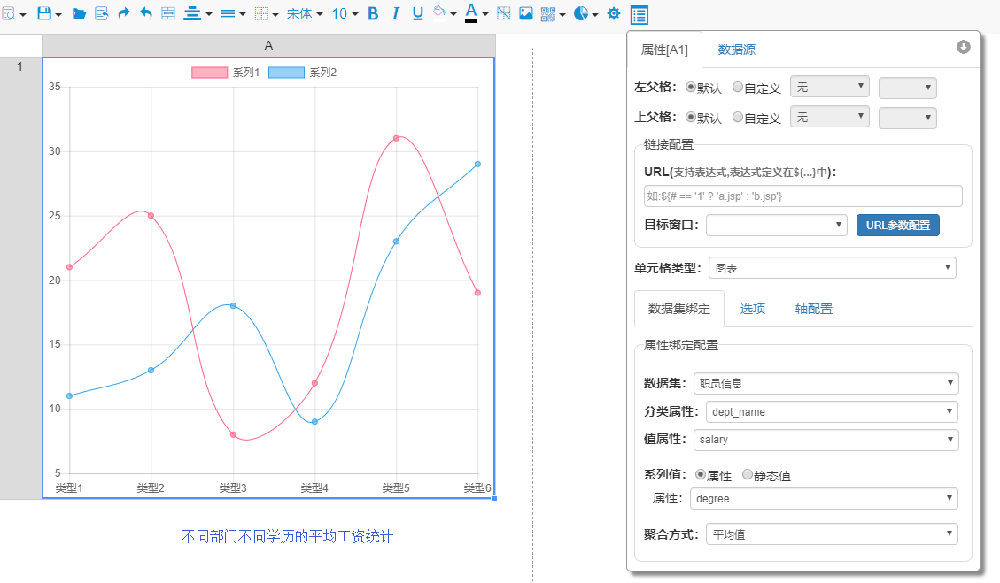 宋体 10 B I U A
A
1
系列1 系列2
35
30
25
20
15
10
5
类型1 类型2 类型3 类型4 类型5 类型6
不同部门不同学历的平均工资统计
属性[A1] 数据源
左父格: 默认 自定义 无
上父格: 默认 自定义 无
链接配置
URL(支持表达式,表达式定义在${...}中):
如:${# == '1' ? 'a.jsp' : 'b.jsp'}
目标窗口: URL参数配置
单元格类型: 图表
数据集绑定 选项 轴配置
属性绑定配置
数据集: 职员信息
分类属性: dept_name
值属性: salary
系列值: 属性 静态值
属性: degree
聚合方式: 平均值